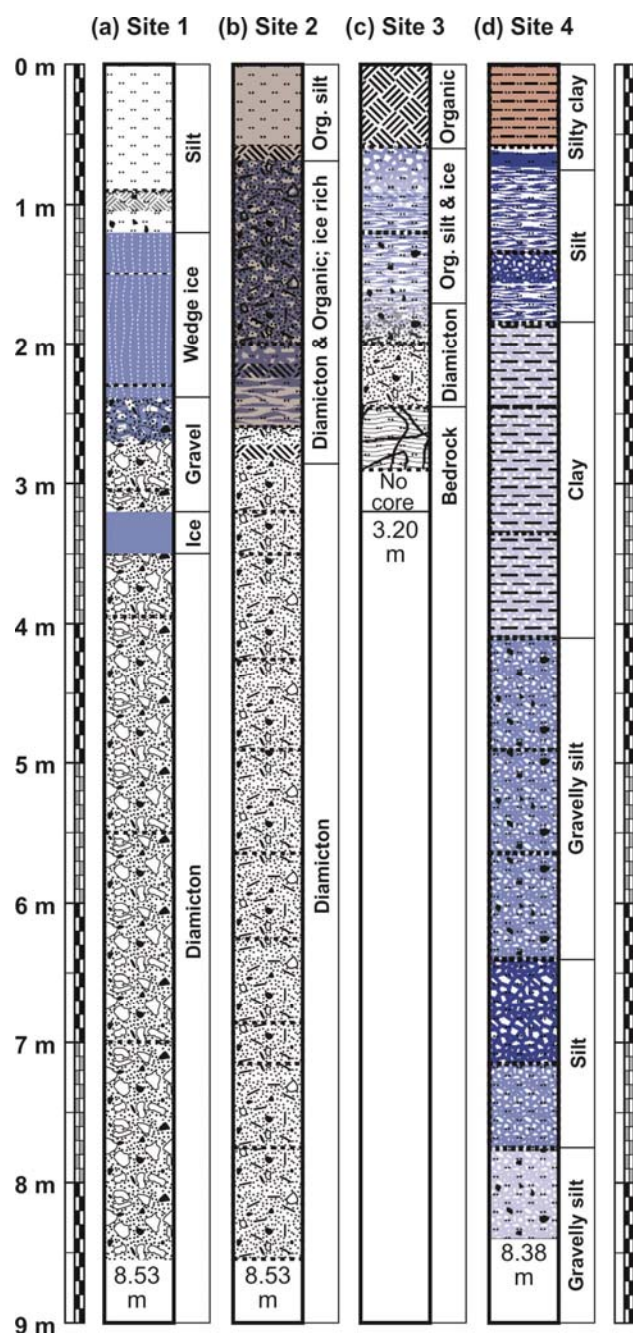 (a) Site 1 (b) Site 2 (c) Site 3 (d) Site 4
0 m
1 m
2 m
3 m
4 m
5 m
6 m
7 m
8 m
9 m
Silt
Wedge ice
Gravel
Ice
Diamicton
8.53
m
Org. silt
Diamicton & Organic; ice rich
Diamicton
8.53
m
Organic
Org. silt & ice
Diamicton
Bedrock
No
core
3.20
m
Silty clay
Silt
Clay
Gravelly silt
Silt
Gravelly silt
8.38
m